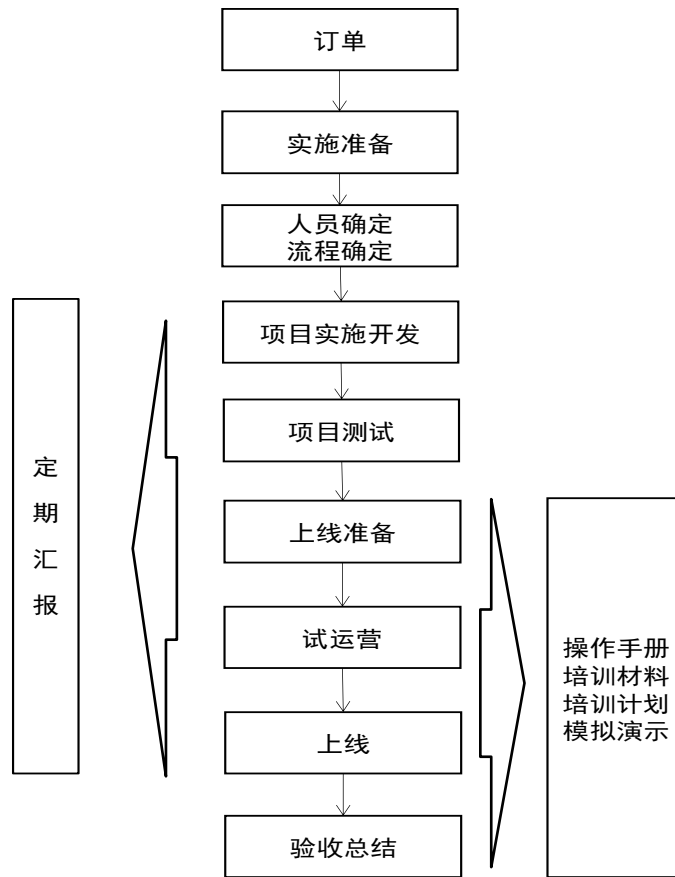 订单
实施准备
人员确定
流程确定
项目实施开发
项目测试
上线准备
试运营
上线
验收总结
定
期
汇
报
操作手册
培训材料
培训计划
模拟演示